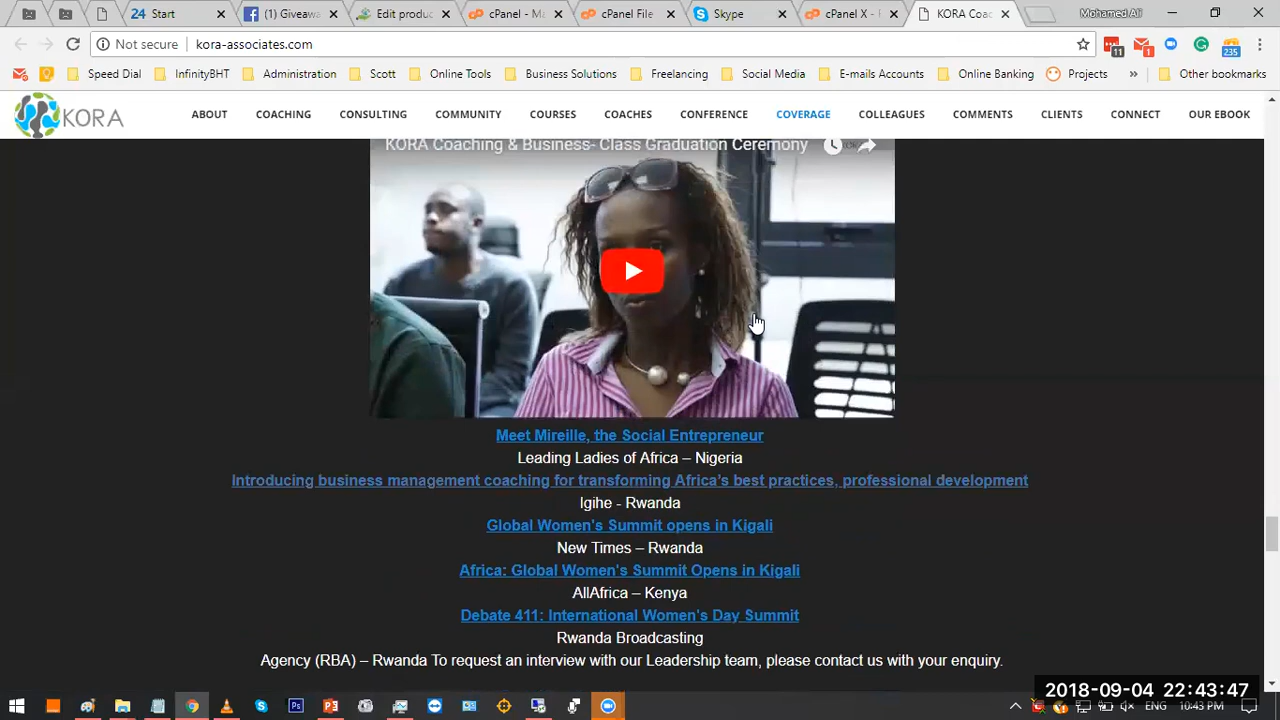 24 Start
(1) Giveawa
Edit produc
cPanel - Ma
cPanel File
Skype
cPanel X - F
KORA Coac
Mohamed Ali
Not secure
kora-associates.com
11
1
235
Speed Dial
InfinityBHT
Administration
Scott
Online Tools
Business Solutions
Freelancing
Social Media
E-mails Accounts
Online Banking
Projects
»
Other bookmarks
KORA
ABOUT
COACHING
CONSULTING
COMMUNITY
COURSES
COACHES
CONFERENCE
COVERAGE
COLLEAGUES
COMMENTS
CLIENTS
CONNECT
OUR EBOOK
KORA Coaching & Business- Class Graduation Ceremony
Meet Mireille, the Social Entrepreneur
Leading Ladies of Africa – Nigeria
Introducing business management coaching for transforming Africa's best practices, professional development
Igihe - Rwanda
Global Women's Summit opens in Kigali
New Times – Rwanda
Africa: Global Women's Summit Opens in Kigali
AllAfrica – Kenya
Debate 411: International Women's Day Summit
Rwanda Broadcasting
Agency (RBA) – Rwanda To request an interview with our Leadership team, please contact us with your enquiry.
2018-09-04 22:43:47
ENG
10:43 PM